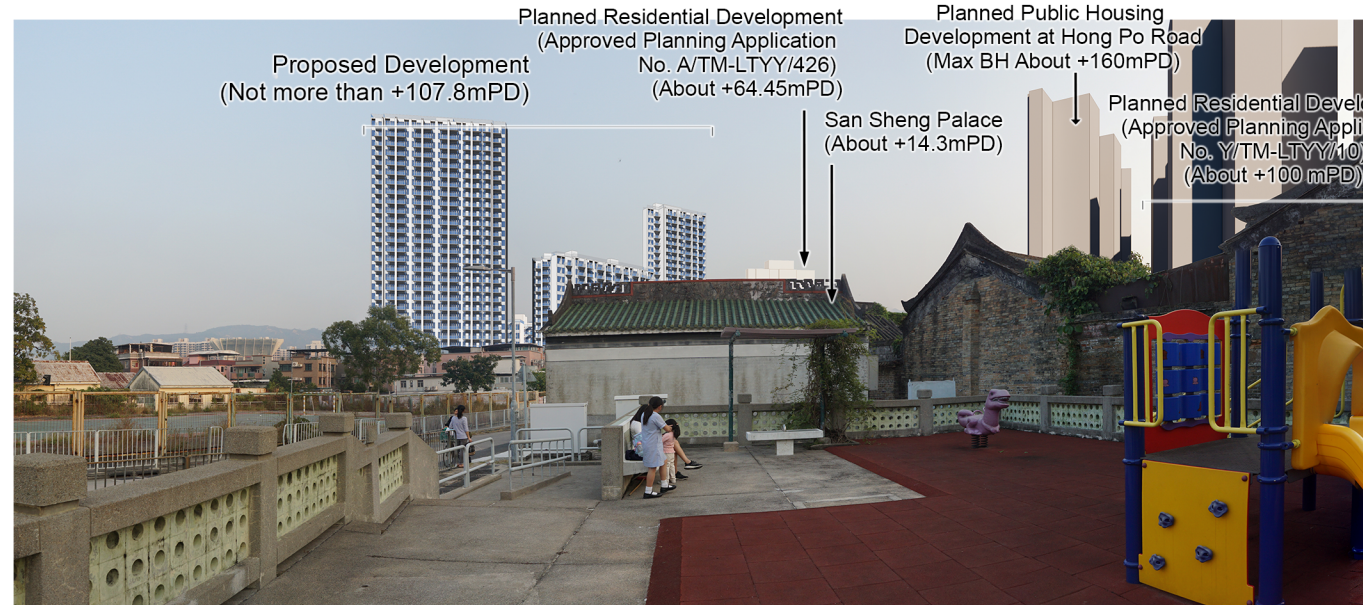 Proposed Development
(Not more than +107.8mPD)
Planned Residential Development
(Approved Planning Application
No. A/TM-LTYY/426)
(About +64.45mPD)
San Sheng Palace
(About +14.3mPD)
Planned Public Housing
Development at Hong Po Road
(Max BH About +160mPD)
Planned Residential Devel
(Approved Planning Appli
No. Y/TM-LTYY/10)
(About +100 mPD)